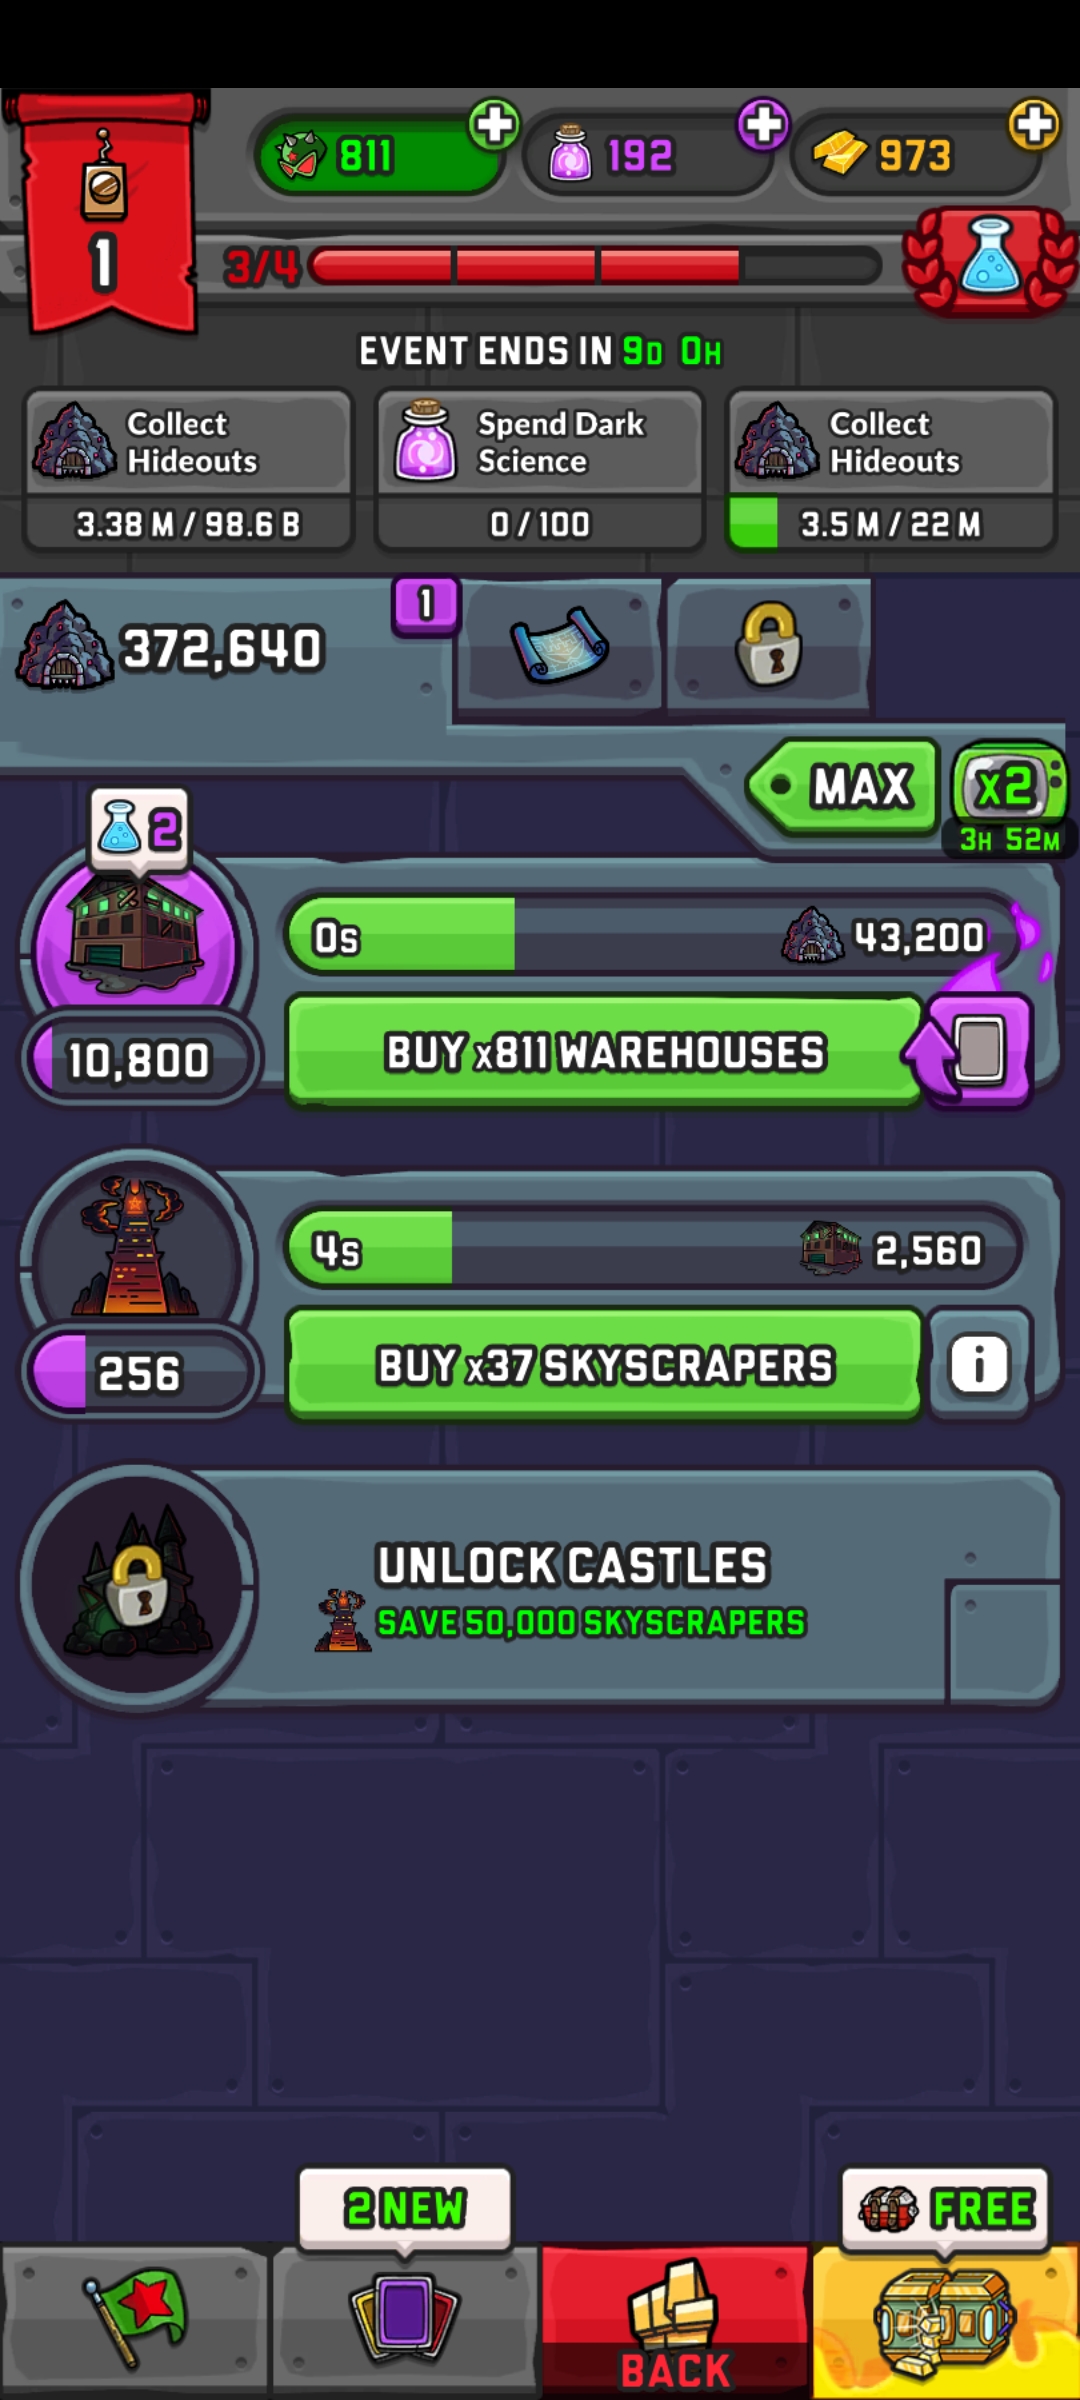 811
192
973
1
3/4
EVENT ENDS IN 9D 0H
Collect
Hideouts
3.38 M / 98.6 B
Spend Dark
Science
0 / 100
Collect
Hideouts
3.5 M / 22 M
372,640
1
MAX
x2
3H 52M
2
0s
43,200
10,800
BUY x811 WAREHOUSES
4s
2,560
256
BUY x37 SKYSCRAPERS
i
UNLOCK CASTLES
SAVE 50,000 SKYSCRAPERS
2 NEW
FREE
BACK